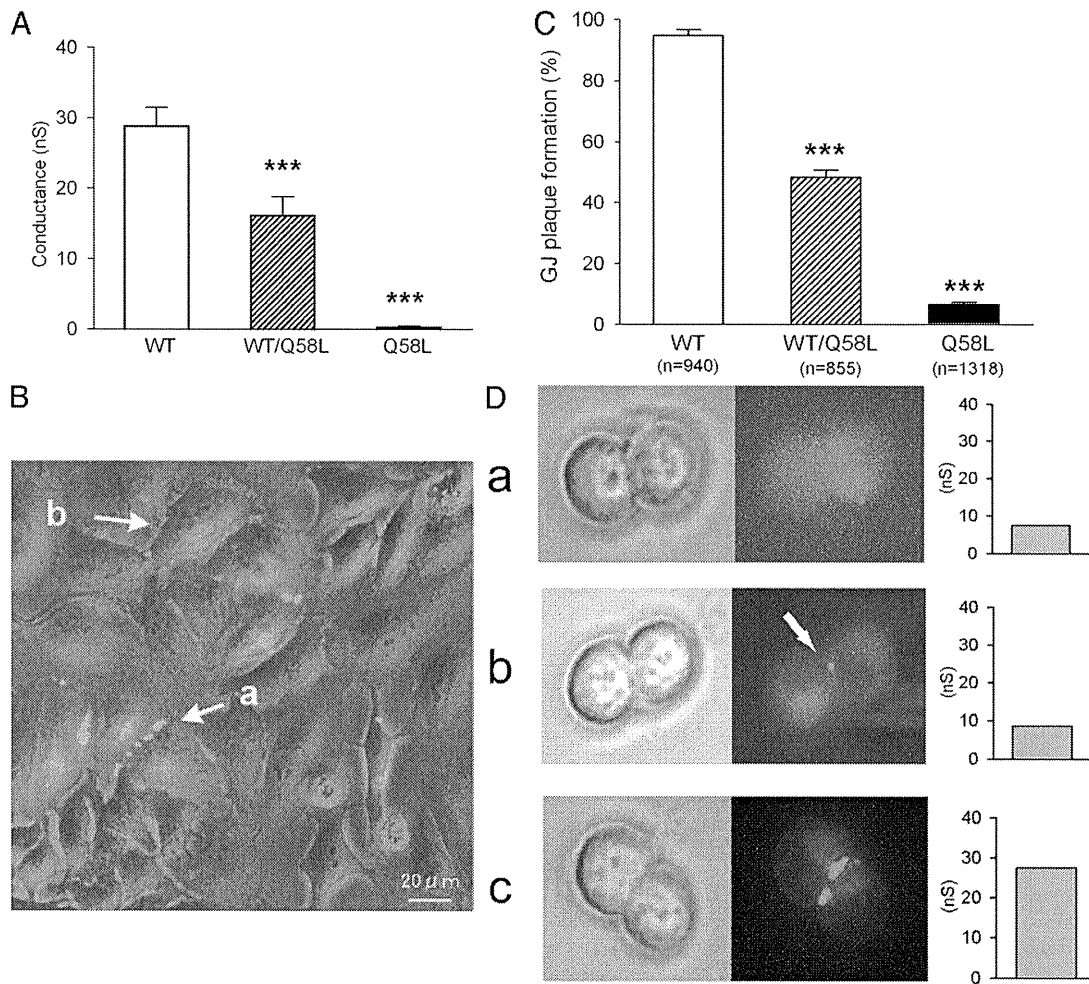 A
Conductance (nS)
40
30
20
10
0
WT
WT/Q58L
Q58L
***
***
C
GJ plaque formation (%)
100
80
60
40
20
0
***
***
WT
WT/Q58L
Q58L
(n=940)
(n=855)
(n=1318)
B
b
a
20μm
D
a
(nS)
40
30
20
10
0
b
(nS)
40
30
20
10
0
c
(nS)
40
30
20
10
0